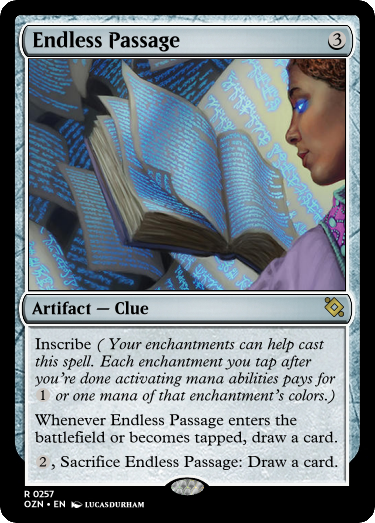 Endless Passage 3
Artifact — Clue
Inscribe ( Your enchantments can help cast
this spell. Each enchantment you tap after
you're done activating mana abilities pays for
1 or one mana of that enchantment's colors.)
Whenever Endless Passage enters the
battlefield or becomes tapped, draw a card.
2 , Sacrifice Endless Passage: Draw a card.
R 0257
OZN • EN LUCASDURHAM